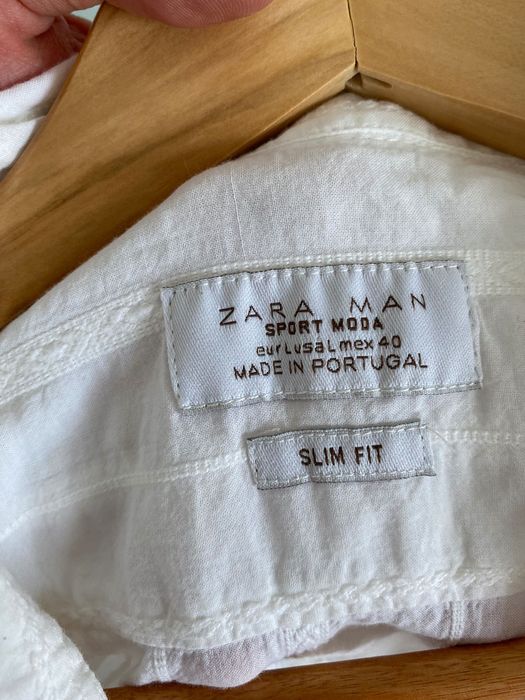 ZARA MAN
SPORT MODA
eur L usa L mex 40
MADE IN PORTUGAL
SLIM FIT